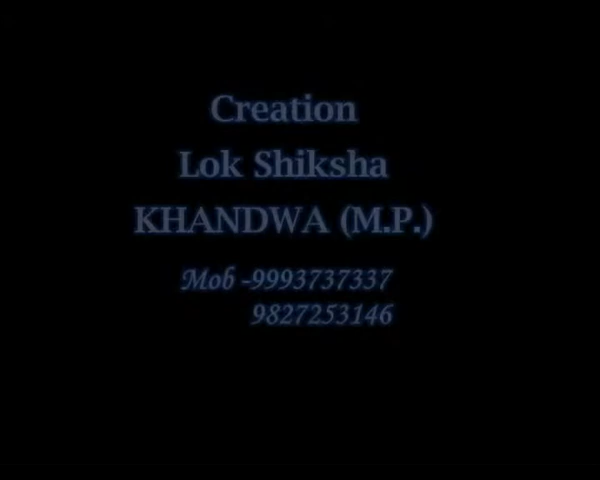 Creation
Lok Shiksha
KHANDWA (M.P.)
Mob -9993737337
9827253146